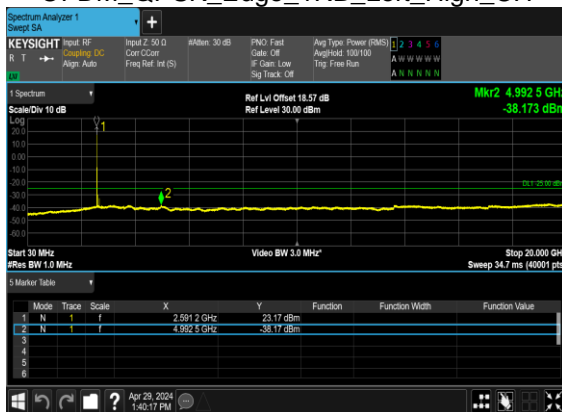 Spectrum Analyzer 1
Swept SA
+
KEYSIGHT Input: RF Input Z: 50 Ω #Atten: 30 dB PNO: Fast Avg Type: Power (RMS) 1 2 3 4 5 6
R T Coupling: DC Corr CCorr Gate: Off Avg|Hold: 100/100 A W W W W W
Align: Auto Freq Ref: Int (S) IF Gain: Low Trig: Free Run
LU Sig Track: Off A N N N N N
1 Spectrum Ref Lvl Offset 18.57 dB Mkr2 4.992 5 GHz
Scale/Div 10 dB Ref Level 30.00 dBm -38.173 dBm
Log
20.0
10.0
0.00
-10.0
-20.0
-30.0
-40.0
-50.0
-60.0
1
2
Start 30 MHz Video BW 3.0 MHz* Stop 20.000 GH
#Res BW 1.0 MHz Sweep 34.7 ms (40001 pts
5 Marker Table
Mode Trace Scale X Y Function Function Width Function Value
1 N 1 f 2.591 2 GHz 23.17 dBm
2 N 1 f 4.992 5 GHz -38.17 dBm
3
4
5
6
? Apr 29, 2024
1:40:17 PM